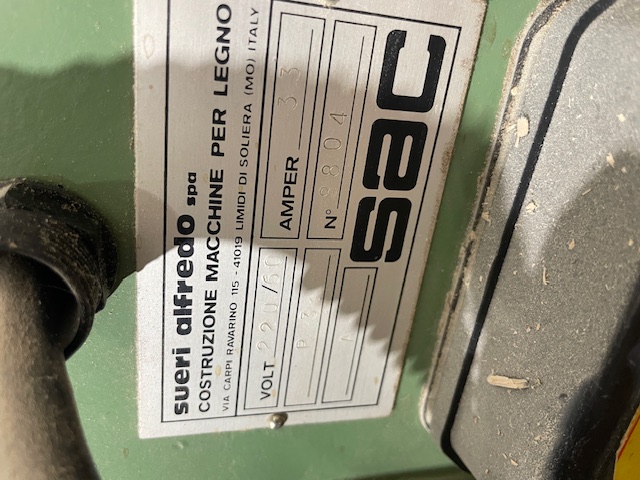 sueri alfredo spa
COSTRUZIONE MACCHINE PER LEGNO
VIA CARPI RAVARINO 115 - 41019 LIMIDI DI SOLIERA (MO) ITALY
VOLT 220/60
AMPER 33
N° 8804
sac